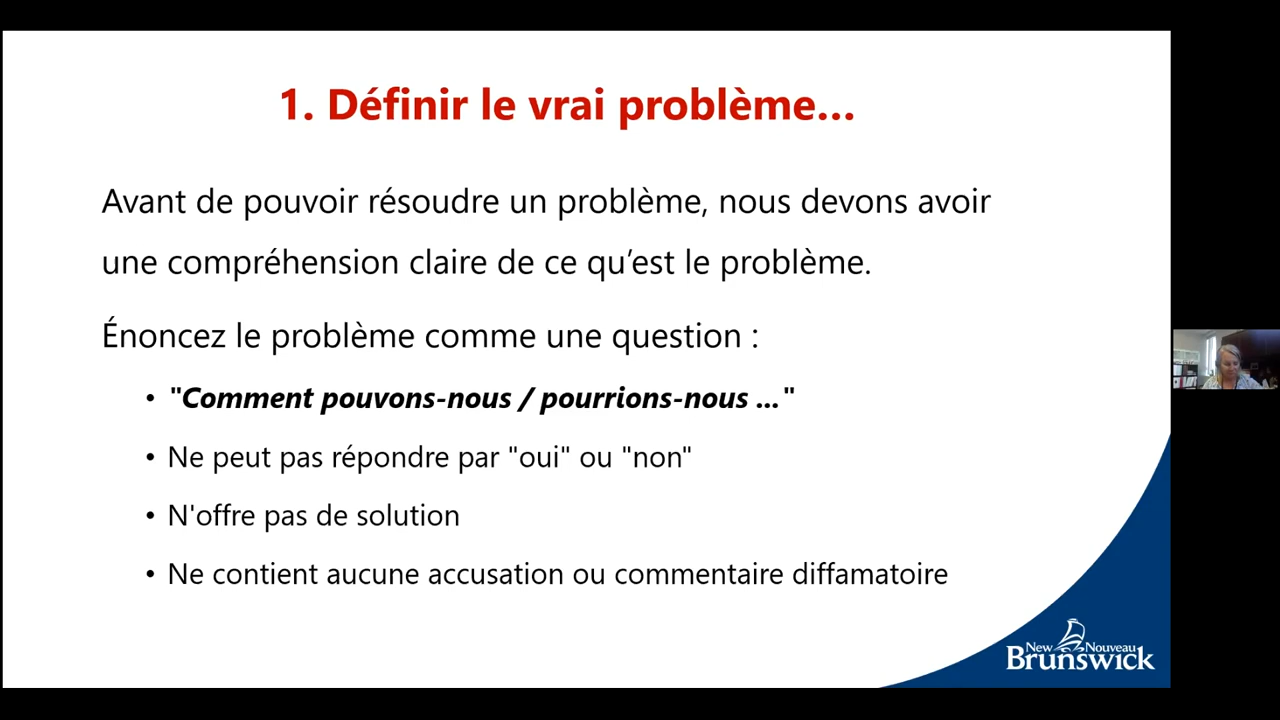 1. Définir le vrai problème...
Avant de pouvoir résoudre un problème, nous devons avoir
une compréhension claire de ce qu’est le problème.
Énoncez le problème comme une question :
• "Comment pouvons-nous / pourrions-nous ..."
• Ne peut pas répondre par "oui" ou "non"
• N'offre pas de solution
• Ne contient aucune accusation ou commentaire diffamatoire
New Nouveau
Brunswick